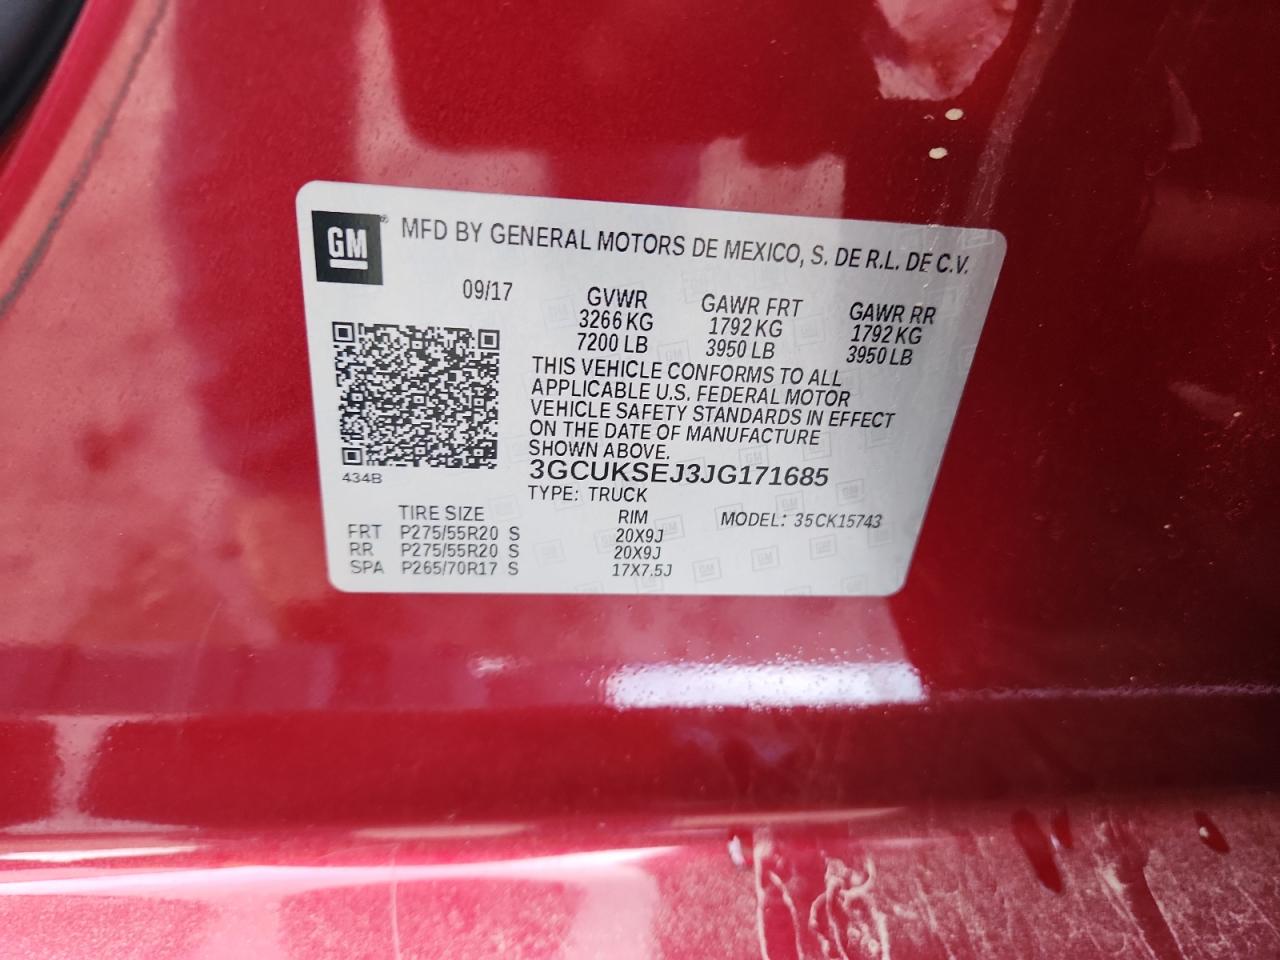 GM ® MFD BY GENERAL MOTORS DE MEXICO, S. DE R.L. DE C.V.
09/17 GVWR GAWR FRT GAWR RR
3266 KG 1792 KG 1792 KG
7200 LB 3950 LB 3950 LB
THIS VEHICLE CONFORMS TO ALL
APPLICABLE U.S. FEDERAL MOTOR
VEHICLE SAFETY STANDARDS IN EFFECT
ON THE DATE OF MANUFACTURE
SHOWN ABOVE.
3GCUKSEJ3JG171685
434B
TYPE: TRUCK
TIRE SIZE RIM MODEL: 35CK15743
FRT P275/55R20 S 20X9J
RR P275/55R20 S 20X9J
SPA P265/70R17 S 17X7.5J